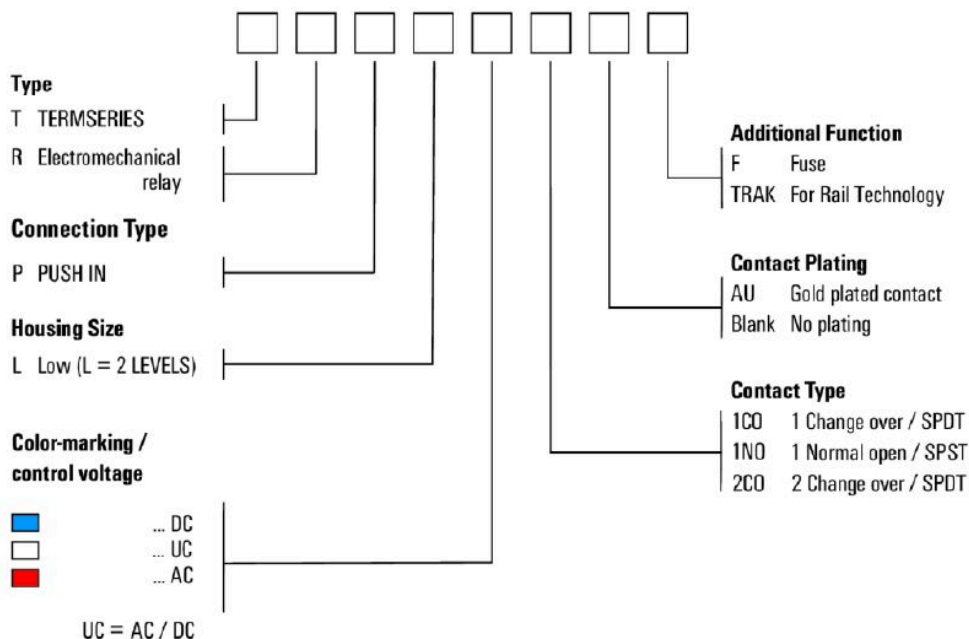 Type
T TERMSERIES
R Electromechanical
relay
Connection Type
P PUSH IN
Housing Size
L Low (L = 2 LEVELS)
Color-marking /
control voltage
... DC
... UC
... AC
UC = AC / DC
Additional Function
F Fuse
TRAK For Rail Technology
Contact Plating
AU Gold plated contact
Blank No plating
Contact Type
1CO 1 Change over / SPDT
1NO 1 Normal open / SPST
2CO 2 Change over / SPDT